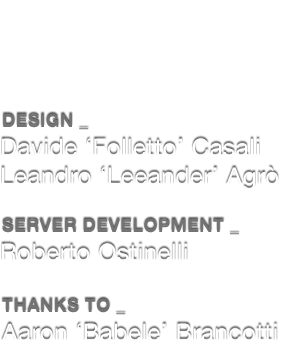 DESIGN _
Davide ‘Folletto’ Casali
Leandro ‘Leeander’ Agrò
SERVER DEVELOPMENT _
Roberto Ostinelli
THANKS TO _
Aaron ‘Babele’ Brancotti